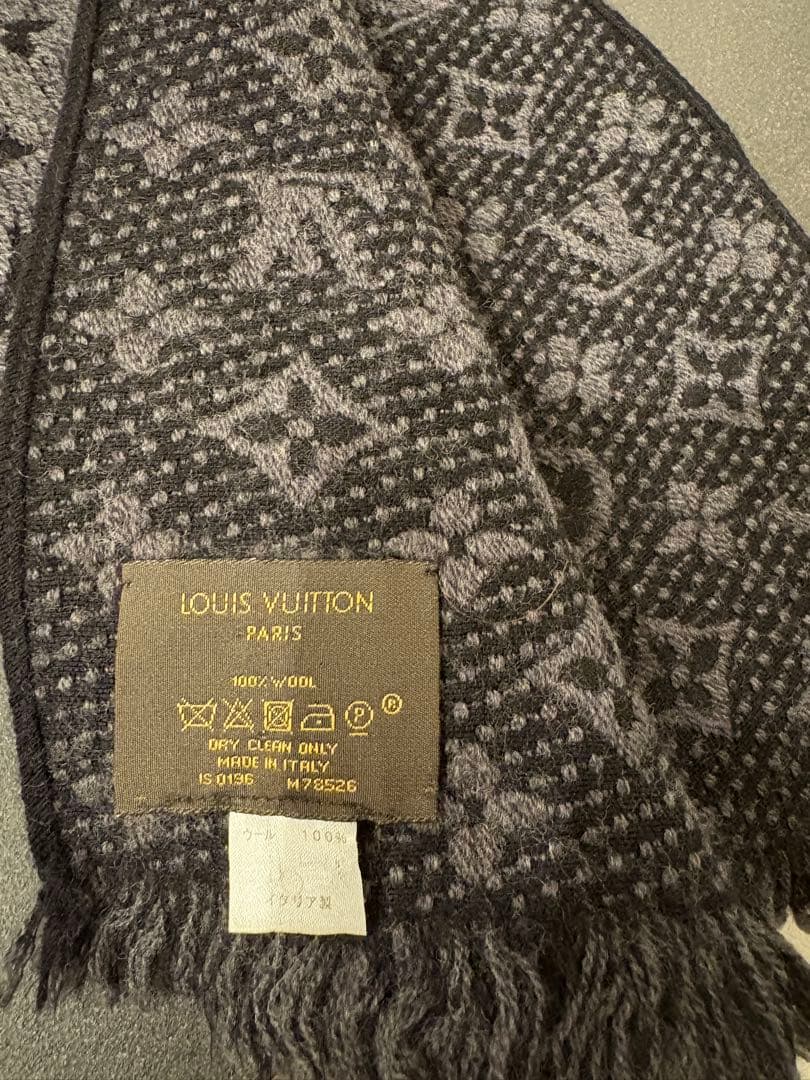 LOUIS VUITTON
PARIS
100% WOOL
P ®
DRY CLEAN ONLY
MADE IN ITALY
IS 0196 M78526
ウール 100%
イタリア製